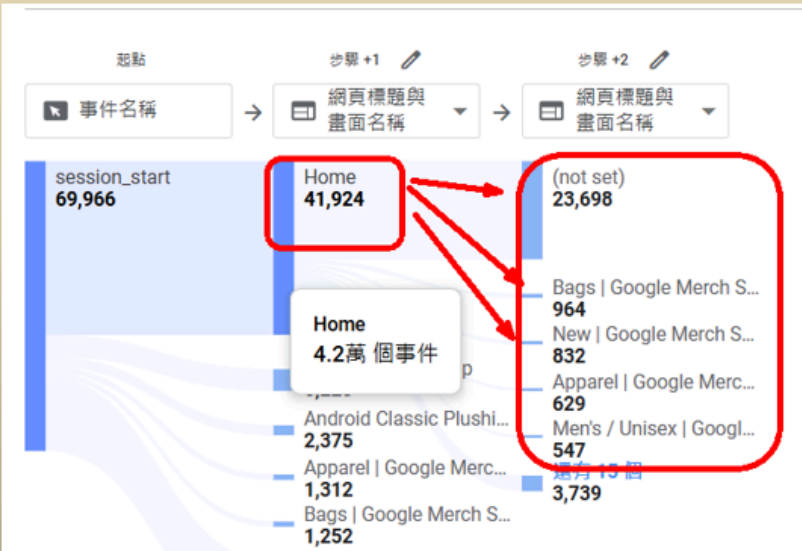 起點
步驟 +1
步驟 +2
事件名稱
網頁標題與
畫面名稱
網頁標題與
畫面名稱
session_start
69,966
Home
41,924
(not set)
23,698
Home
4.2萬 個事件
p
Bags | Google Merch S...
964
New | Google Merch S...
832
Apparel | Google Merc...
629
Men's / Unisex | Googl...
547
還有 15 個
3,739
Android Classic Plushi...
2,375
Apparel | Google Merc...
1,312
Bags | Google Merch S...
1,252